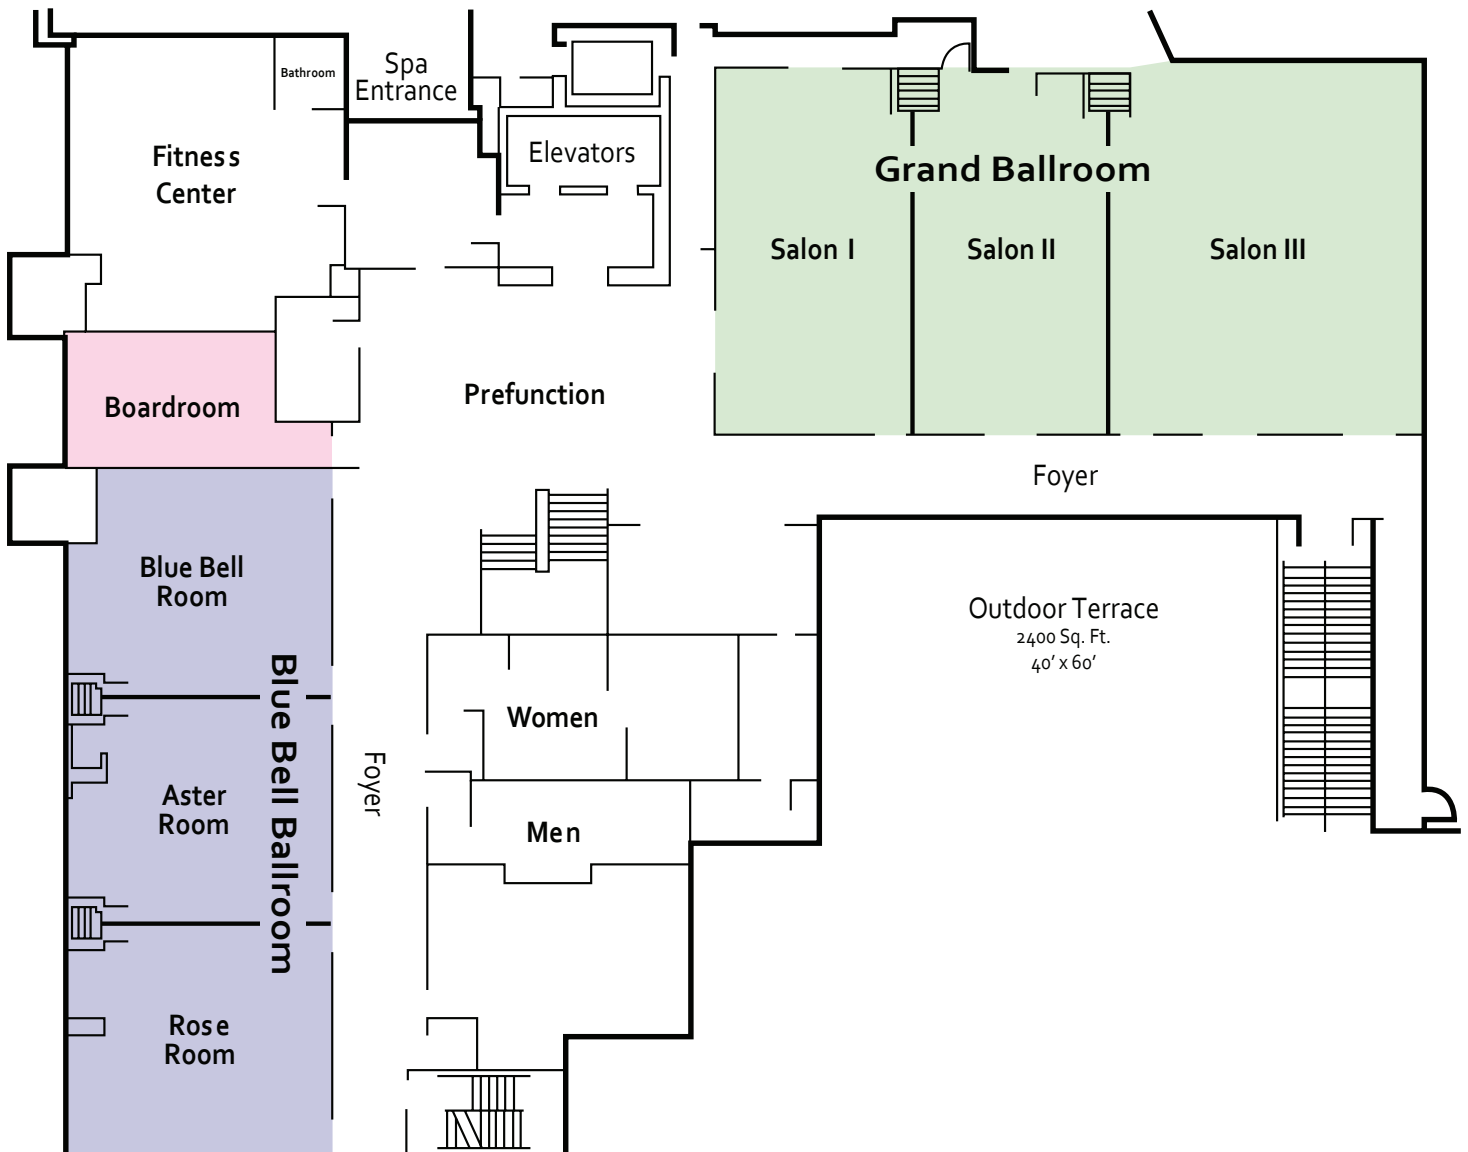 Bathroom
Spa
Entrance
Fitness
Center
Elevators
Grand Ballroom
Salon I
Salon II
Salon III
Boardroom
Prefunction
Foyer
Blue Bell
Room
Outdoor Terrace
2400 Sq. Ft.
40' x 60'
Blue Bell Ballroom
Women
Foyer
Aster
Room
Men
Rose
Room